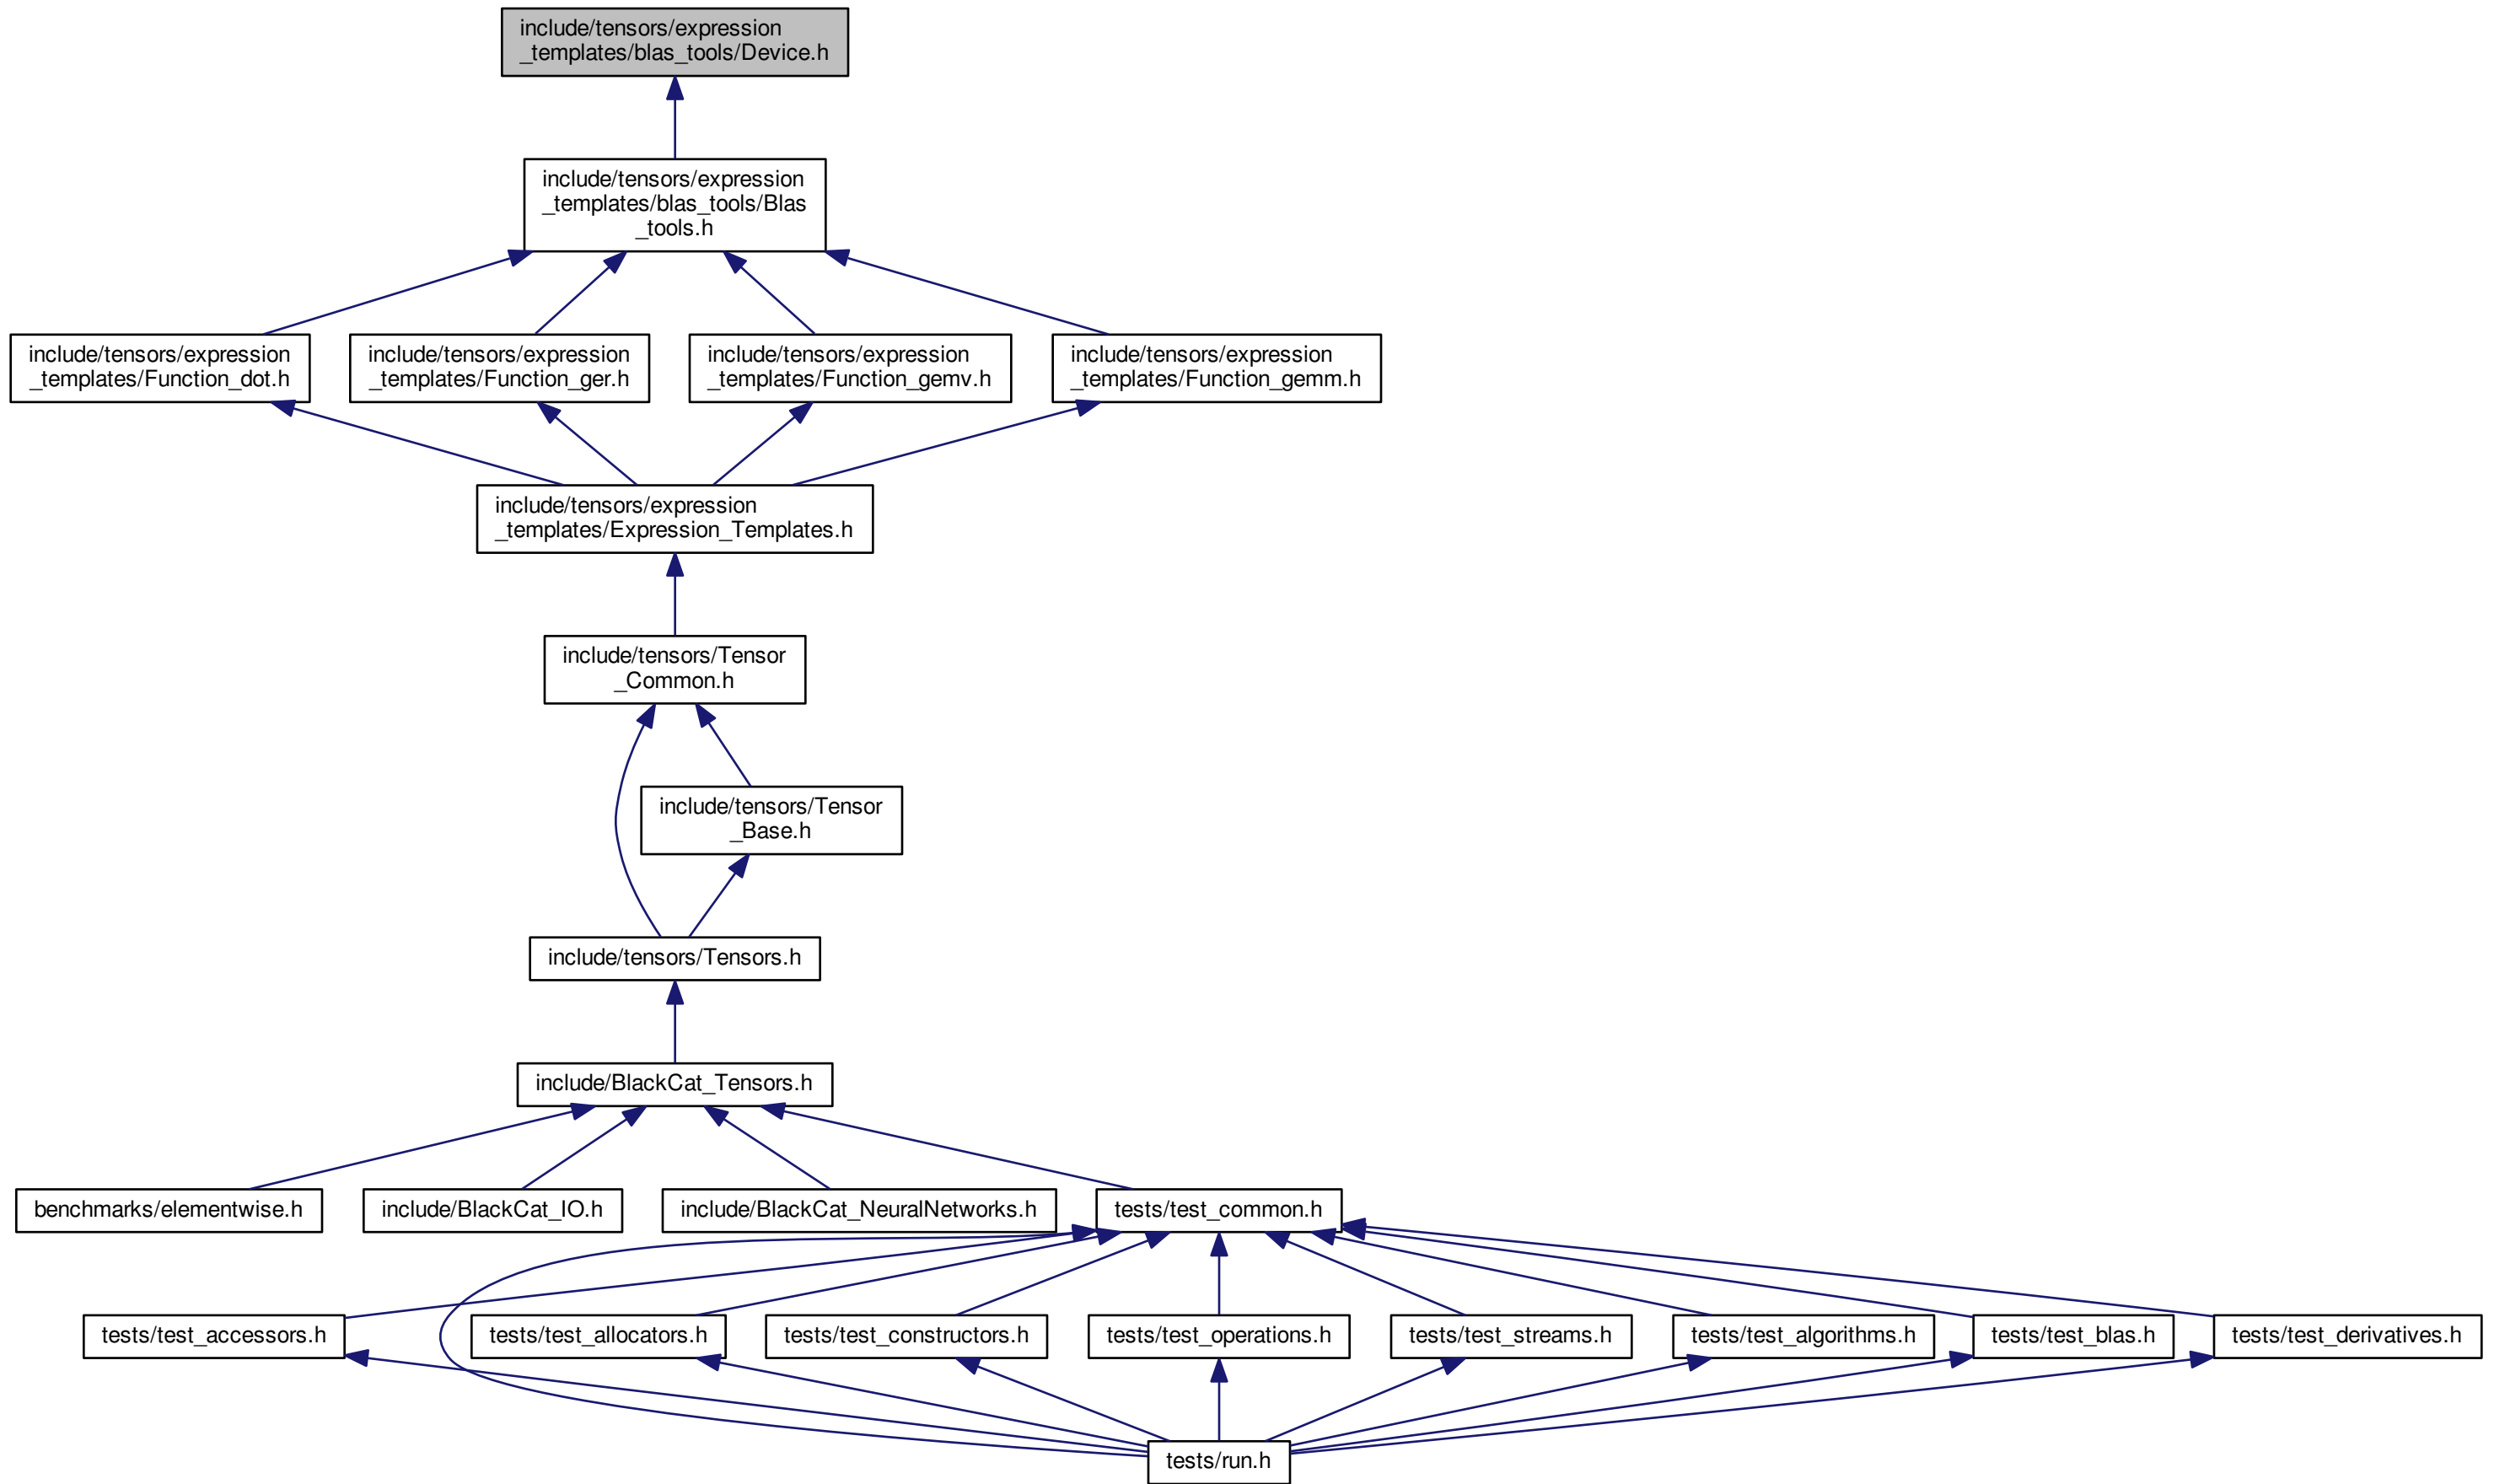 include/tensors/expression
_templates/blas_tools/Device.h
include/tensors/expression
_templates/blas_tools/Blas
_tools.h
include/tensors/expression
_templates/Function_dot.h
include/tensors/expression
_templates/Function_ger.h
include/tensors/expression
_templates/Function_gemv.h
include/tensors/expression
_templates/Function_gemm.h
include/tensors/expression
_templates/Expression_Templates.h
include/tensors/Tensor
_Common.h
include/tensors/Tensor
_Base.h
include/tensors/Tensors.h
include/BlackCat_Tensors.h
benchmarks/elementwise.h
include/BlackCat_IO.h
include/BlackCat_NeuralNetworks.h
tests/test_common.h
tests/test_accessors.h
tests/test_allocators.h
tests/test_constructors.h
tests/test_operations.h
tests/test_streams.h
tests/test_algorithms.h
tests/test_blas.h
tests/test_derivatives.h
tests/run.h